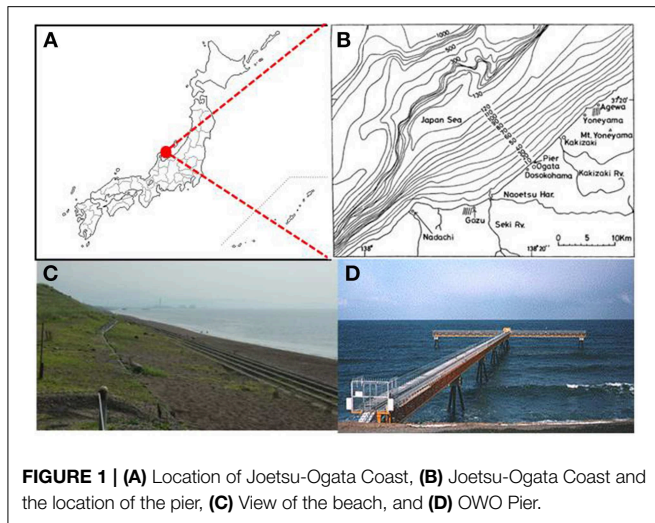 A
B
1000
500
Japan Sea
37°20'
Agewa
Yoneyama
Mt. Yoneyama
Kakizaki
Pier
Ogata
Dosokohama
Kakizaki Rv.
Naoetsu Har.
Gozu
Nadachi
Seki Rv.
138°
138°20'
0 5 10Km
C
D
FIGURE 1 | (A) Location of Joetsu-Ogata Coast, (B) Joetsu-Ogata Coast and
the location of the pier, (C) View of the beach, and (D) OWO Pier.